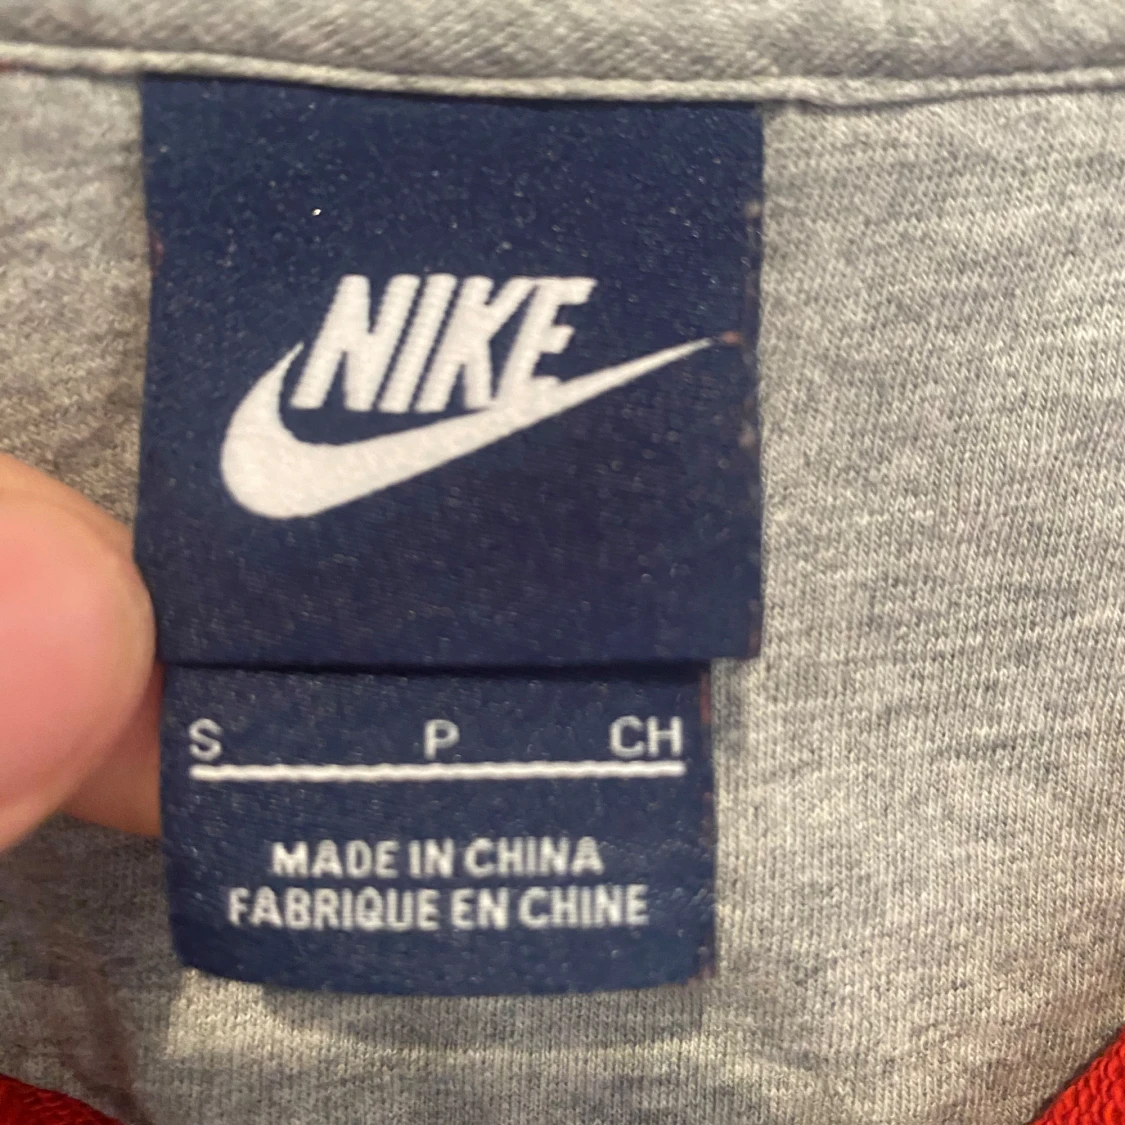 NIKE
S P CH
MADE IN CHINA
FABRIQUE EN CHINE